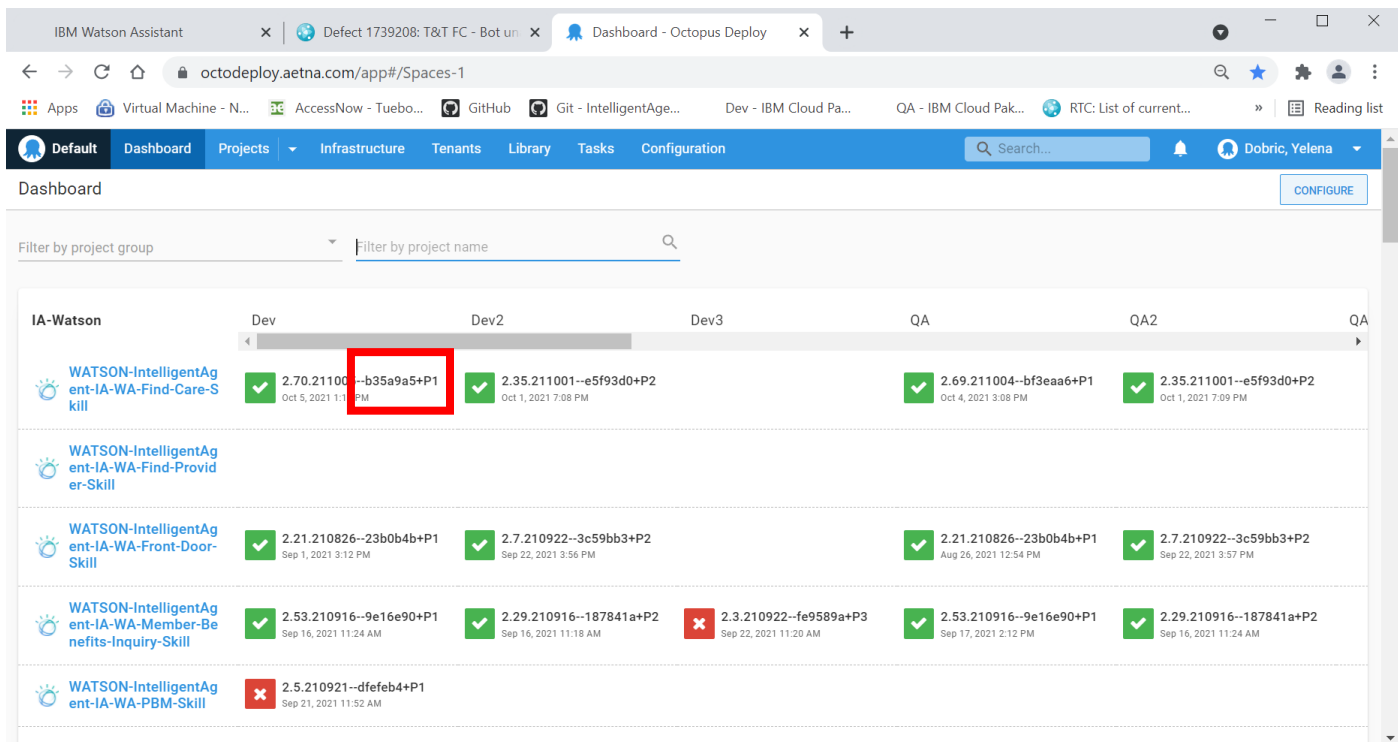 IBM Watson Assistant
Defect 1739208: T&T FC - Bot un
Dashboard - Octopus Deploy
octodeploy.aetna.com/app#/Spaces-1
Apps
Virtual Machine - N...
AccessNow - Tuebo...
GitHub
Git - IntelligentAge...
Dev - IBM Cloud Pa...
QA - IBM Cloud Pak...
RTC: List of current...
»
Reading list
Default
Dashboard
Projects
Infrastructure
Tenants
Library
Tasks
Configuration
Search...
Dobric, Yelena
Dashboard
CONFIGURE
Filter by project group
Filter by project name
IA-Watson
Dev
Dev2
Dev3
QA
QA2
QA
WATSON-IntelligentAg
ent-IA-WA-Find-Care-S
kill
2.70.21100 --b35a9a5+P1
Oct 5, 2021 1:1 PM
2.35.211001--e5f93d0+P2
Oct 1, 2021 7:08 PM
2.69.211004--bf3eaa6+P1
Oct 4, 2021 3:08 PM
2.35.211001--e5f93d0+P2
Oct 1, 2021 7:09 PM
WATSON-IntelligentAg
ent-IA-WA-Find-Provid
er-Skill
WATSON-IntelligentAg
ent-IA-WA-Front-Door-
Skill
2.21.210826--23b0b4b+P1
Sep 1, 2021 3:12 PM
2.7.210922--3c59bb3+P2
Sep 22, 2021 3:56 PM
2.21.210826--23b0b4b+P1
Aug 26, 2021 12:54 PM
2.7.210922--3c59bb3+P2
Sep 22, 2021 3:57 PM
WATSON-IntelligentAg
ent-IA-WA-Member-Be
nefits-Inquiry-Skill
2.53.210916--9e16e90+P1
Sep 16, 2021 11:24 AM
2.29.210916--187841a+P2
Sep 16, 2021 11:18 AM
2.3.210922--fe9589a+P3
Sep 22, 2021 11:20 AM
2.53.210916--9e16e90+P1
Sep 17, 2021 2:12 PM
2.29.210916--187841a+P2
Sep 16, 2021 11:24 AM
WATSON-IntelligentAg
ent-IA-WA-PBM-Skill
2.5.210921--dfefeb4+P1
Sep 21, 2021 11:52 AM